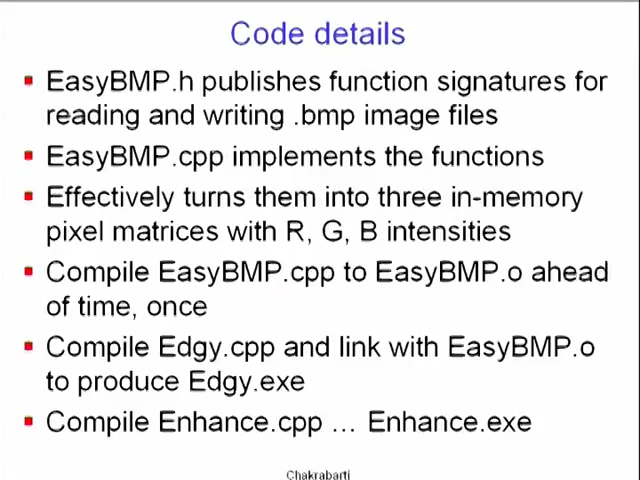 Code details
EasyBMP.h publishes function signatures for
reading and writing .bmp image files
EasyBMP.cpp implements the functions
Effectively turns them into three in-memory
pixel matrices with R, G, B intensities
Compile EasyBMP.cpp to EasyBMP.o ahead
of time, once
Compile Edgy.cpp and link with EasyBMP.o
to produce Edgy.exe
Compile Enhance.cpp … Enhance.exe
Chakrabarti